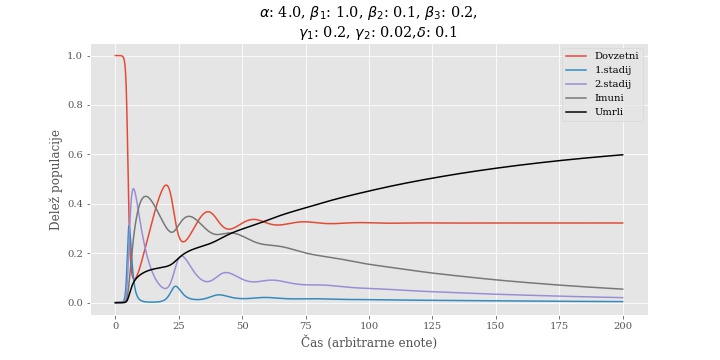 α: 4.0, β₁: 1.0, β₂: 0.1, β₃: 0.2,
γ₁: 0.2, γ₂: 0.02,δ: 0.1
Dovzetni
1.stadij
2.stadij
Imuni
Umrli
Delež populacije
1.0
0.8
0.6
0.4
0.2
0.0
0 25 50 75 100 125 150 175 200
Čas (arbitrarne enote)